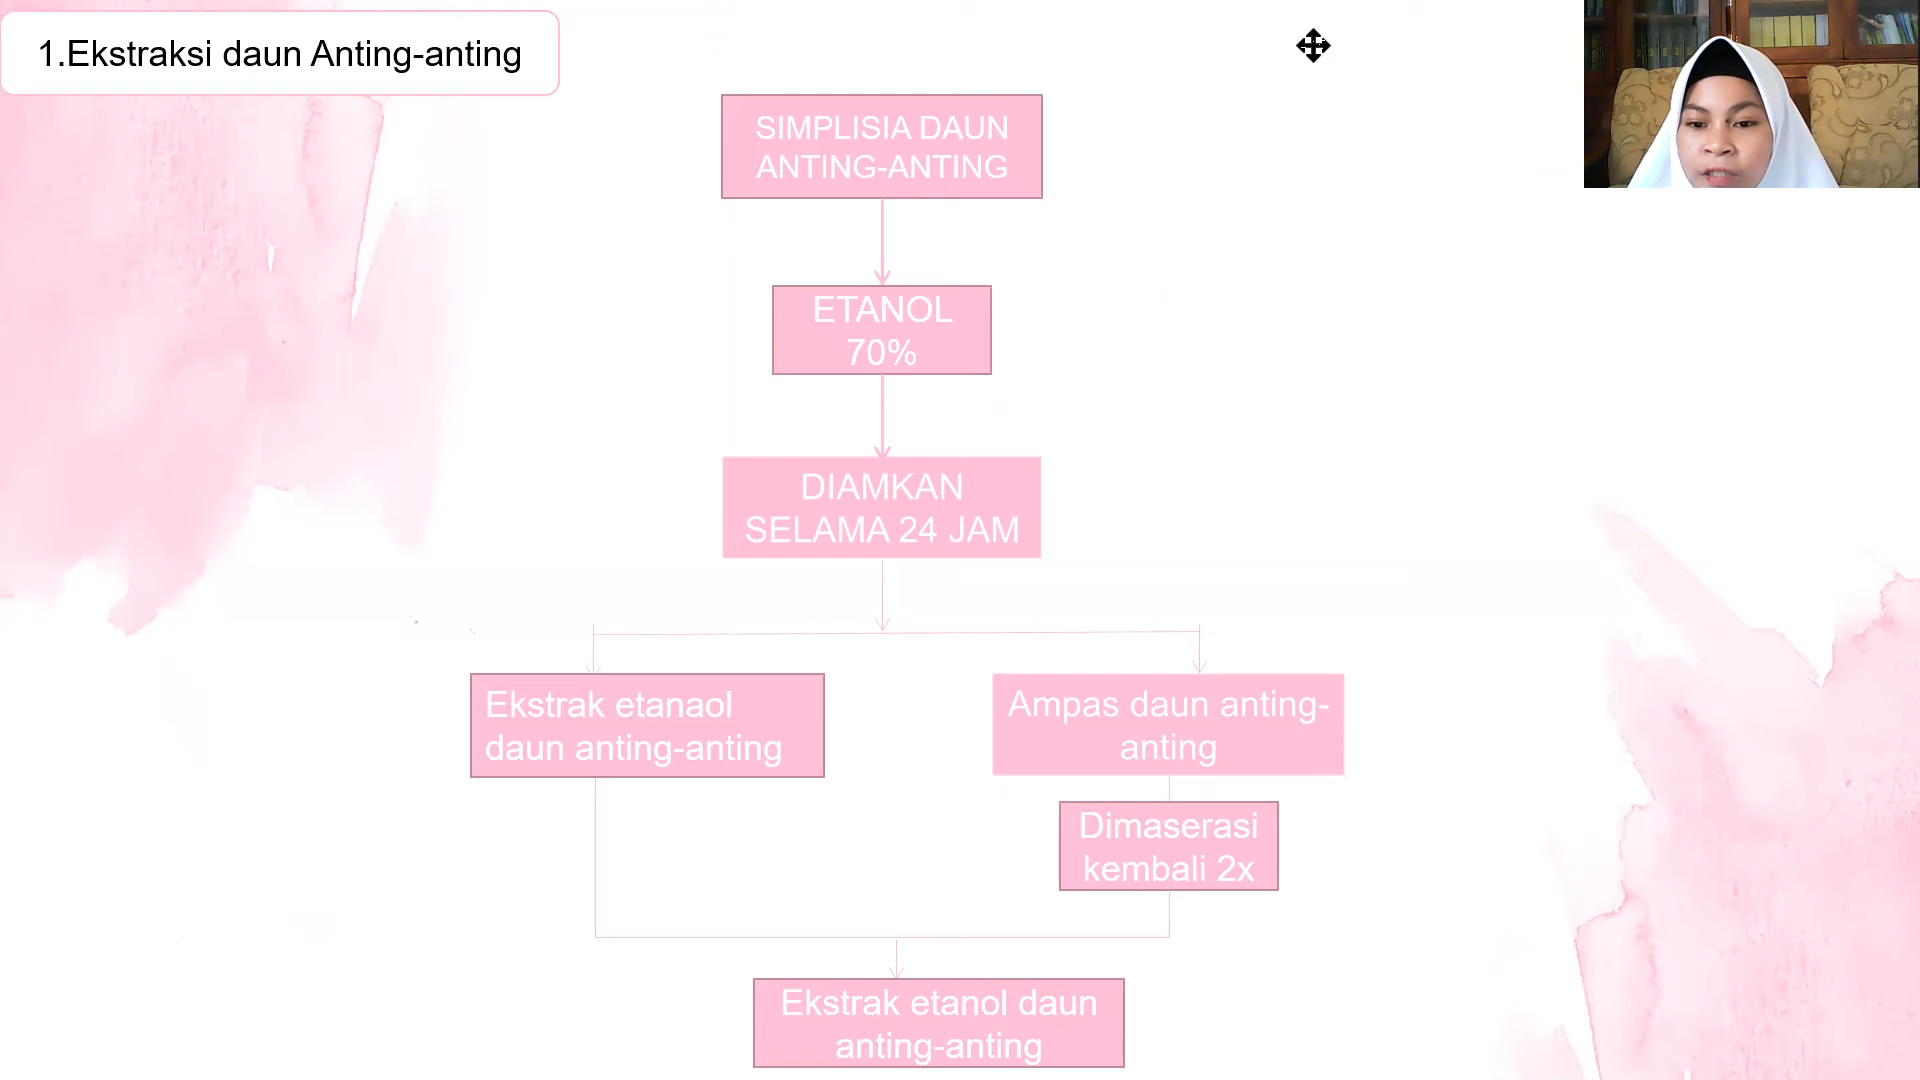 1.Ekstraksi daun Anting-anting
SIMPLISIA DAUN
ANTING-ANTING
ETANOL
70%
DIAMKAN
SELAMA 24 JAM
Ekstrak etanaol
daun anting-anting
Ampas daun anting-
anting
Dimaserasi
kembali 2x
Ekstrak etanol daun
anting-anting